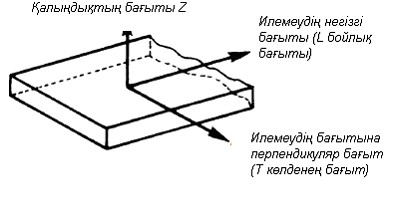 Қалыңдықтың бағыты Z
Илемеудің негізгі
бағыты (L бойлық
бағыты)
Илемеудің бағытына
перпендикуляр бағыт
(Т көлденең бағыт)